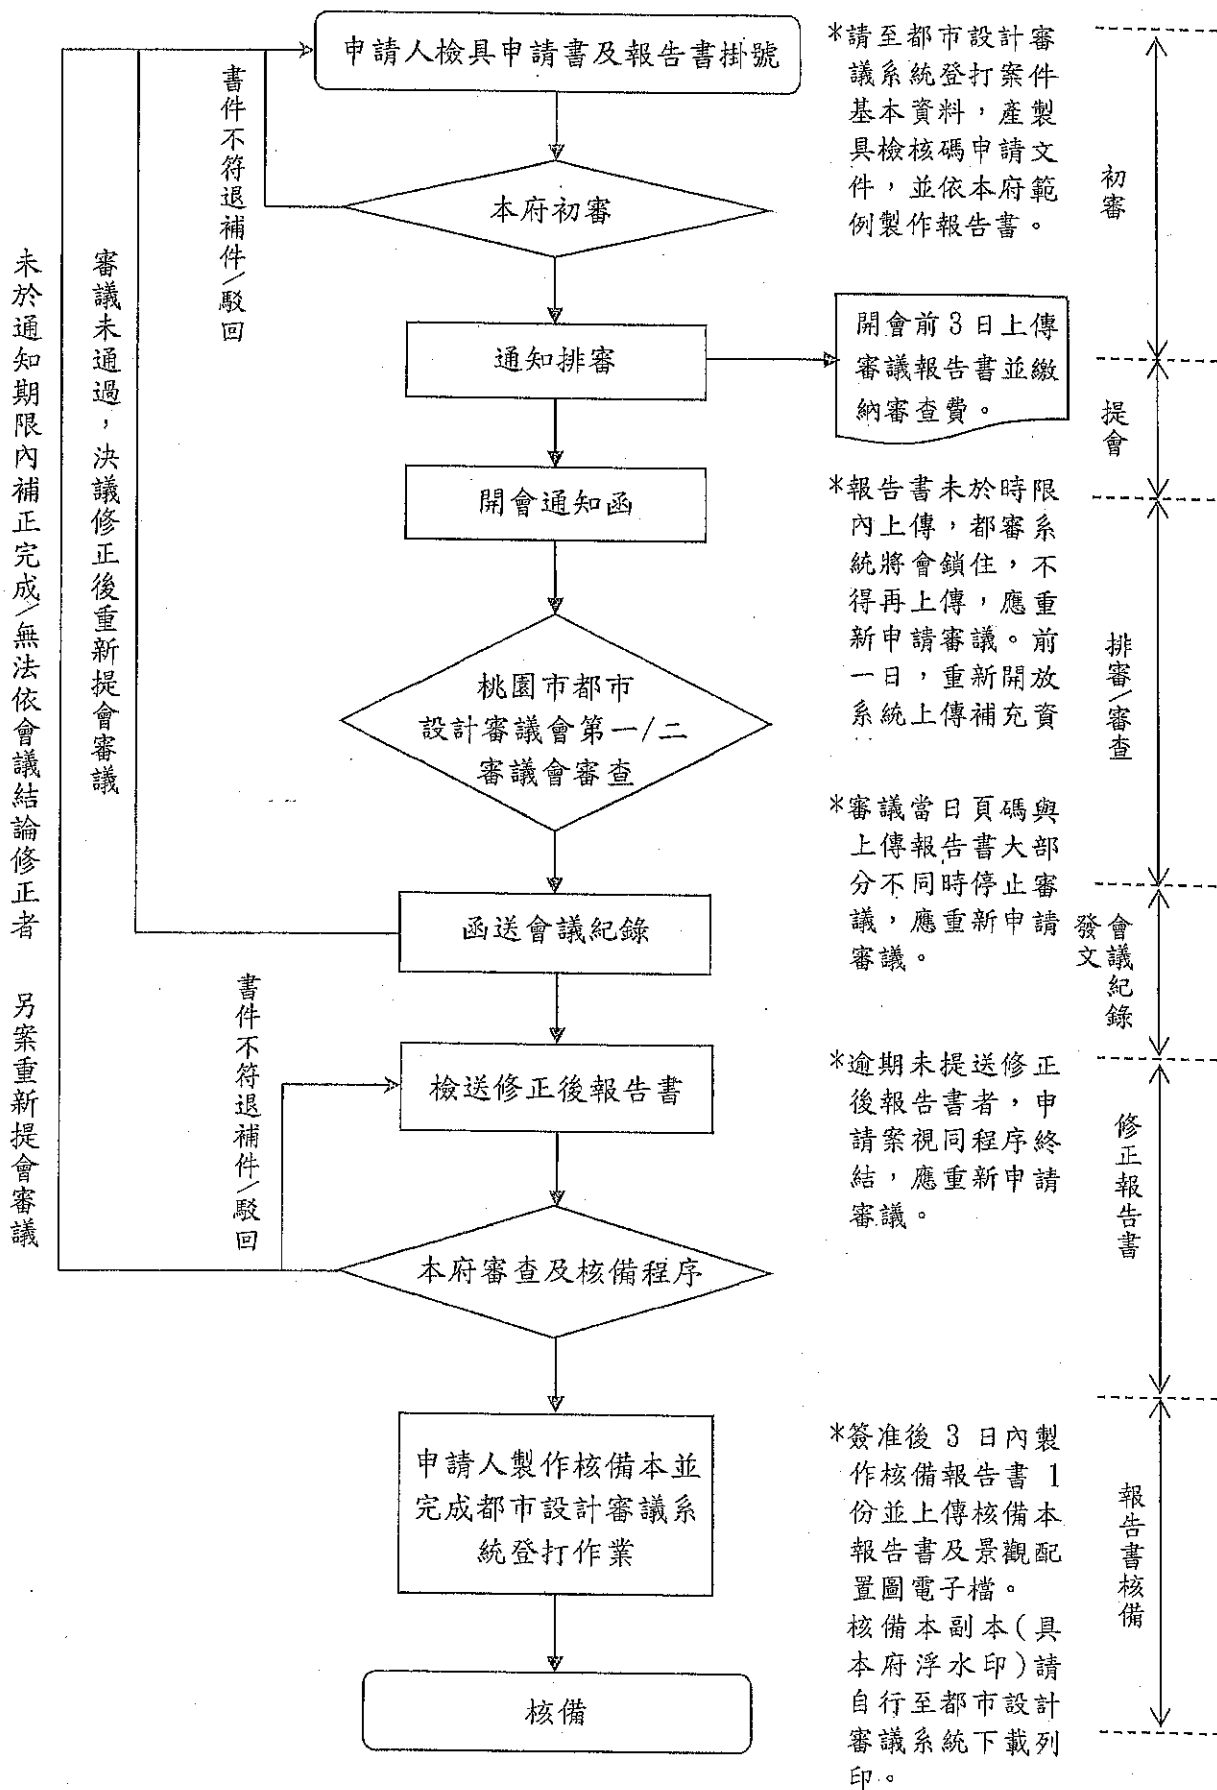 申請人檢具申請書及報告書掛號
本府初審
通知排審
開會通知函
桃園市都市
設計審議會第一/二
審議會審查
函送會議紀錄
檢送修正後報告書
本府審查及核備程序
申請人製作核備本並
完成都市設計審議系
統登打作業
核備
書件不符退補件/駁回
審議未通過，決議修正後重新提會審議
未於通知期限內補正完成/無法依會議結論修正者 另案重新提會審議
書件不符退補件/駁回
*請至都市設計審
議系統登打案件
基本資料，產製
具檢核碼申請文
件，並依本府範
例製作報告書。
開會前3日上傳
審議報告書並繳
納審查費。
*報告書未於時限
內上傳，都審系
統將會鎖住，不
得再上傳，應重
新申請審議。前
一日，重新開放
系統上傳補充資
*審議當日頁碼與
上傳報告書大部
分不同時停止審
議，應重新申請
審議。
*逾期未提送修正
後報告書者，申
請案視同程序終
結，應重新申請
審議。
*簽准後 3 日內製
作核備報告書 1
份並上傳核備本
報告書及景觀配
置圖電子檔。
核備本副本(具
本府浮水印)請
自行至都市設計
審議系統下載列
印。
初審
提會
排審/審查
會議紀錄
發文
修正報告書
報告書核備